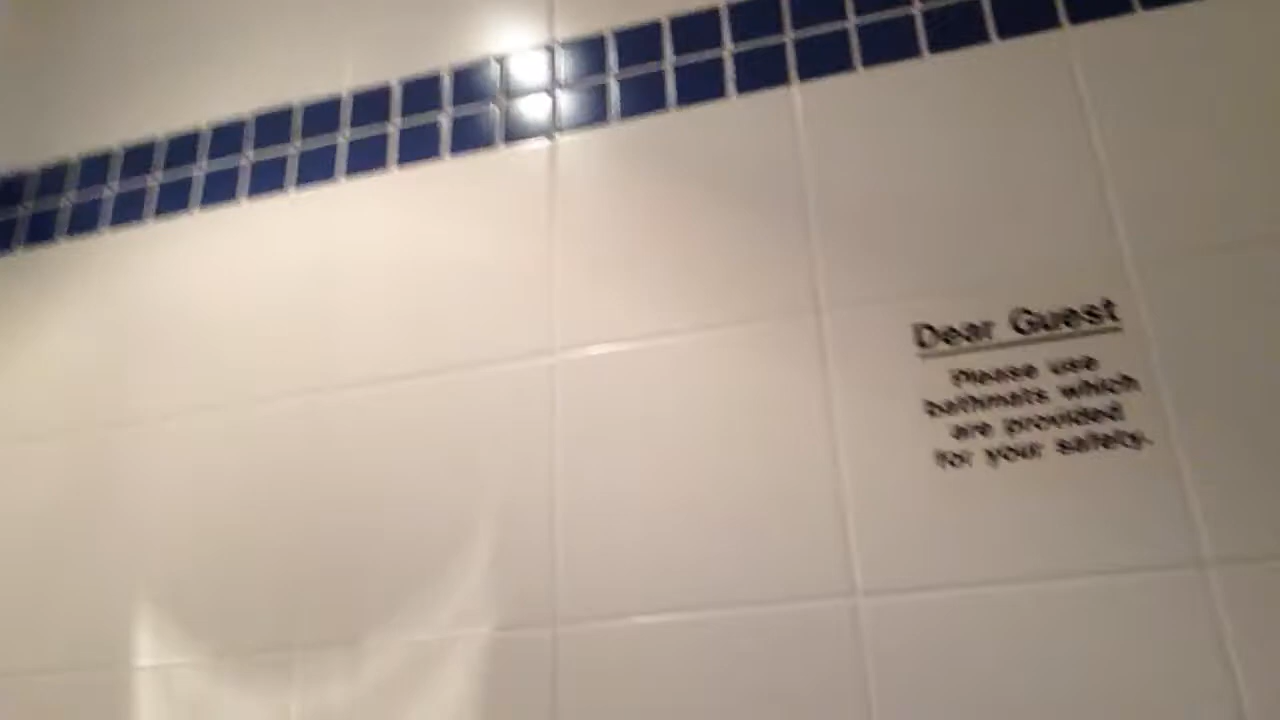 Dear Guest
Please use
bathmats which
are provided
for your safety.